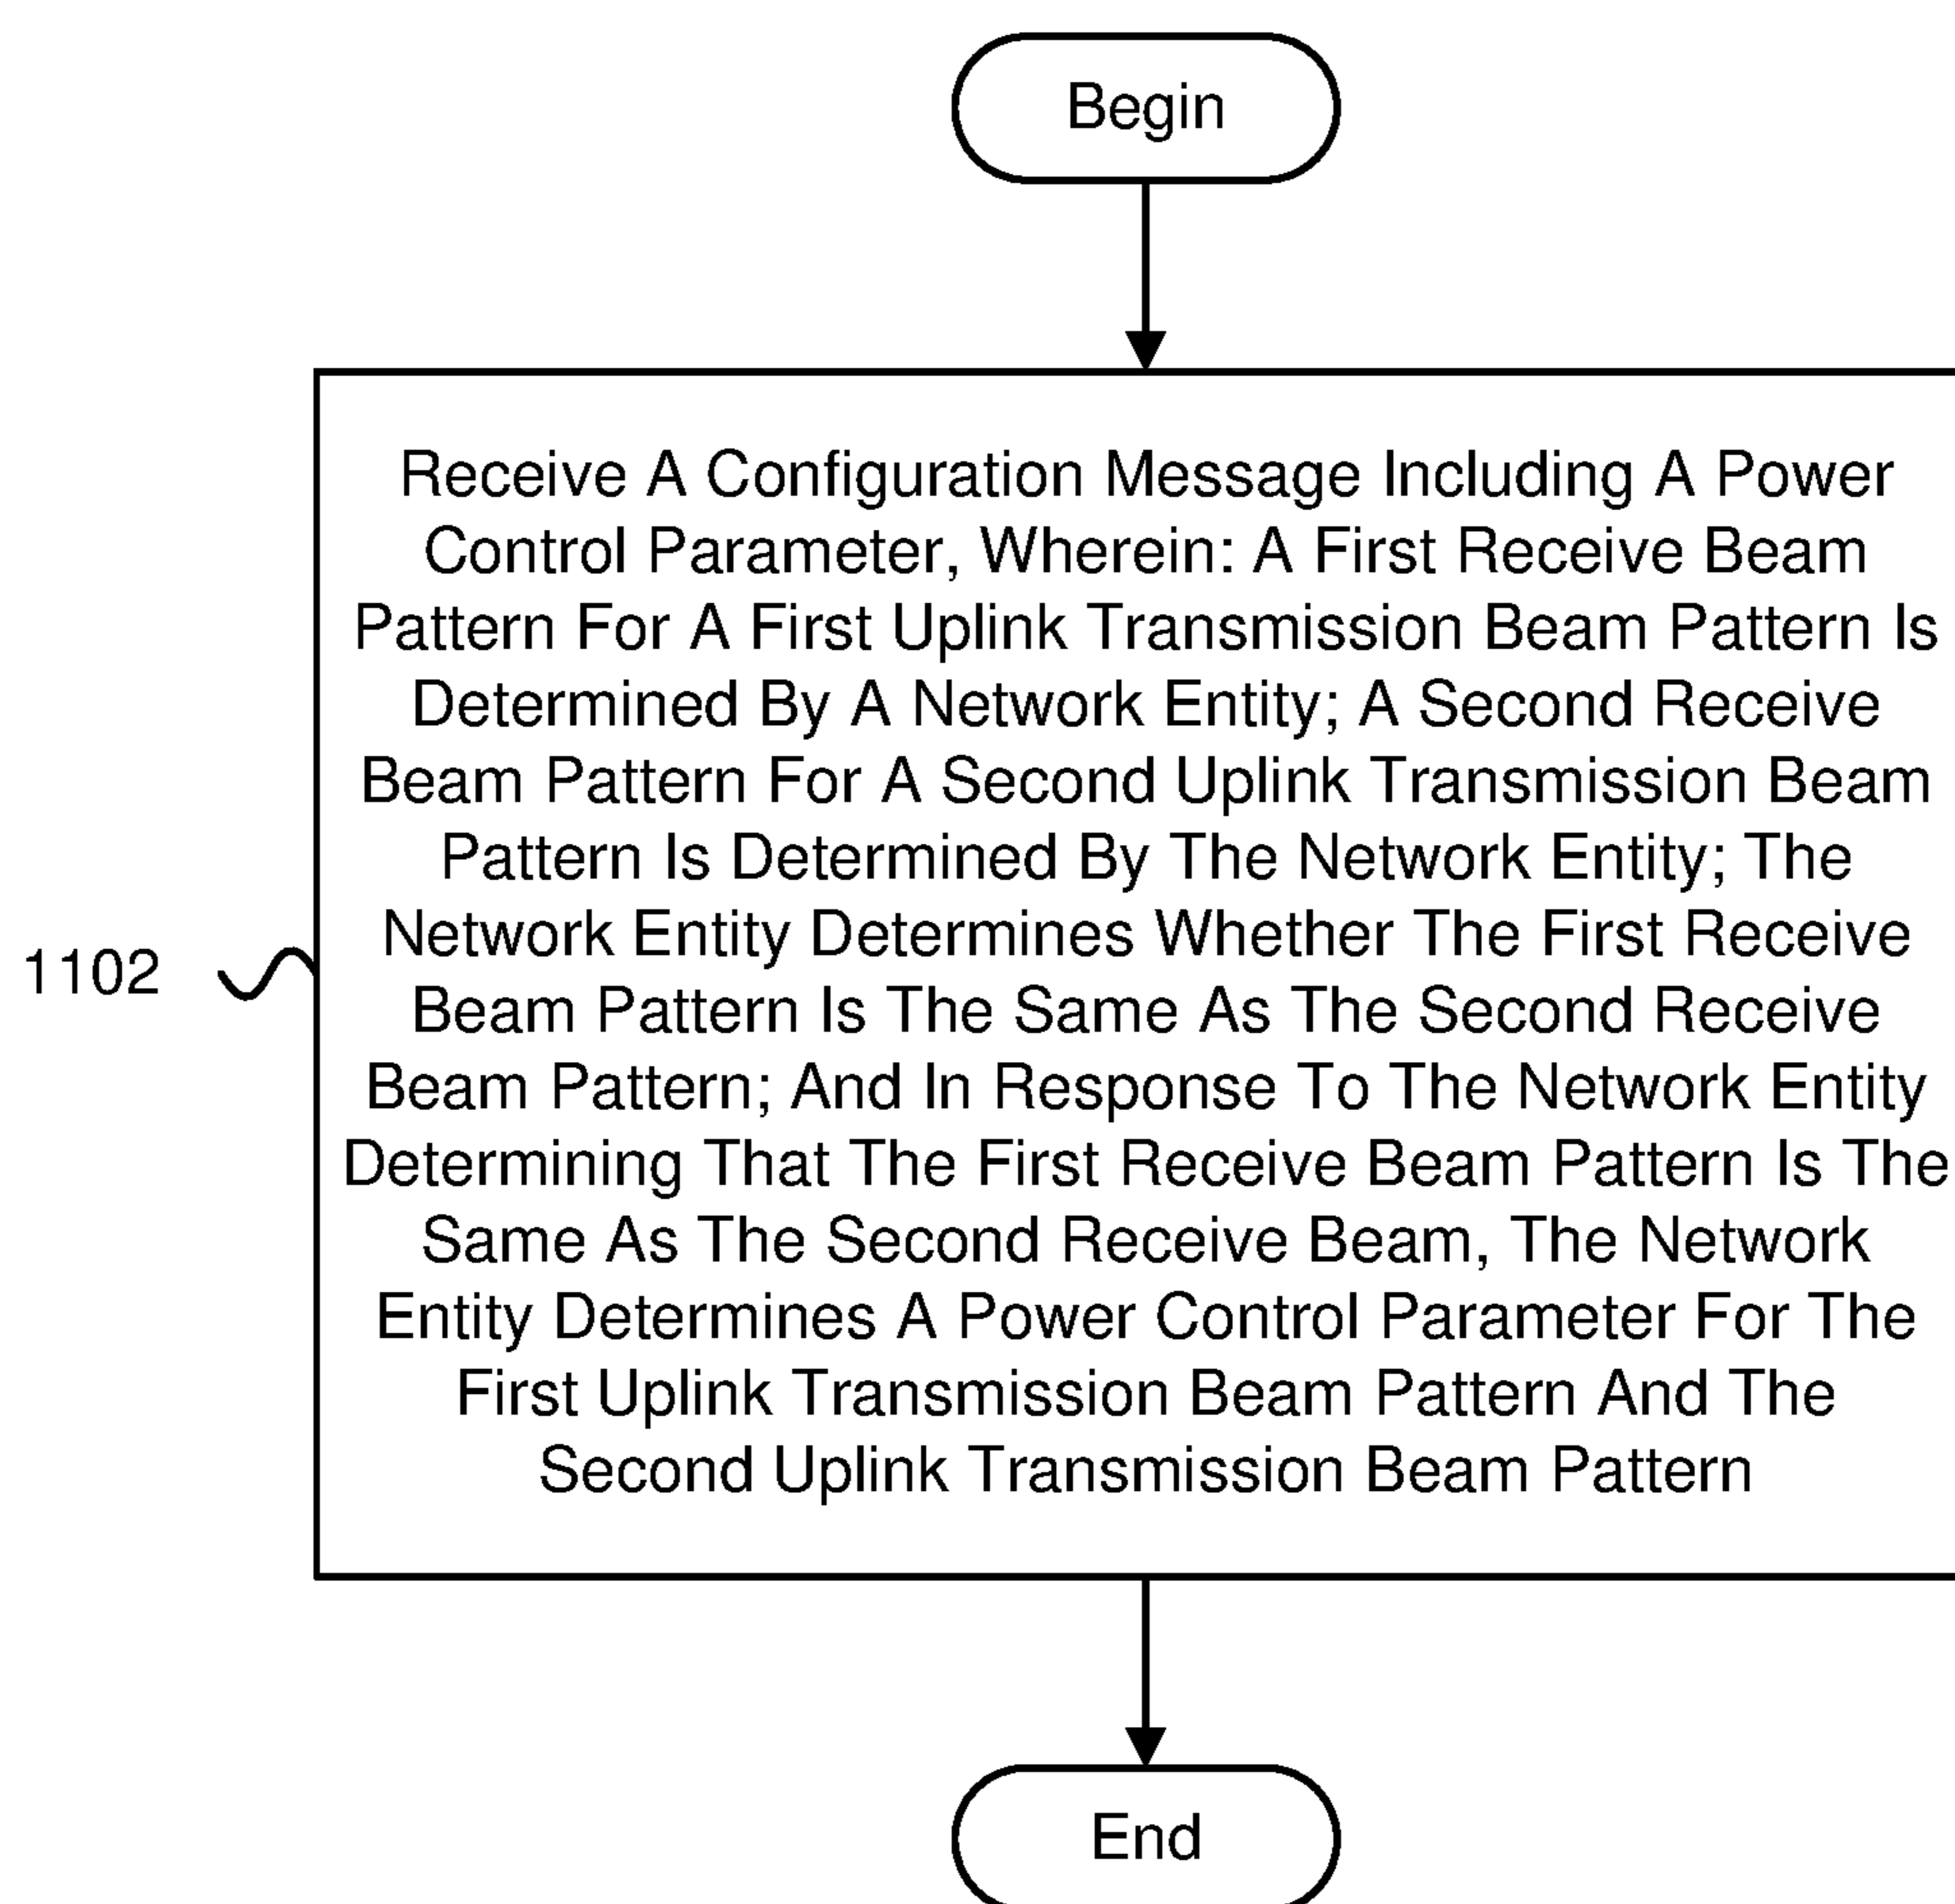 Begin
Receive A Configuration Message Including A Power
Control Parameter, Wherein: A First Receive Beam
Pattern For A First Uplink Transmission Beam Pattern Is
Determined By A Network Entity; A Second Receive
Beam Pattern For A Second Uplink Transmission Beam
Pattern Is Determined By The Network Entity; The
Network Entity Determines Whether The First Receive
Beam Pattern Is The Same As The Second Receive
Beam Pattern; And In Response To The Network Entity
Determining That The First Receive Beam Pattern Is The
Same As The Second Receive Beam, The Network
Entity Determines A Power Control Parameter For The
First Uplink Transmission Beam Pattern And The
Second Uplink Transmission Beam Pattern
1102
End